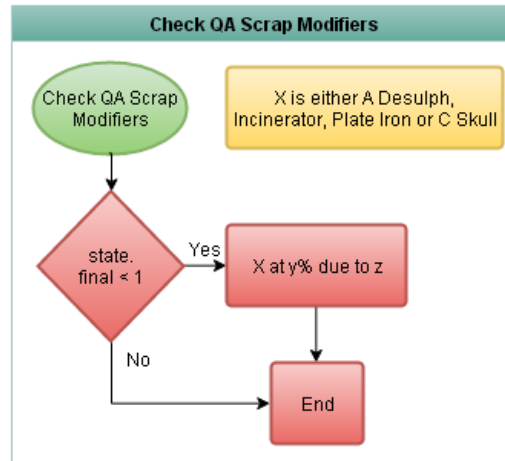 Check QA Scrap Modifiers
Check QA Scrap
Modifiers
X is either A Desulph,
Incinerator, Plate Iron or C Skull
state.
final < 1
Yes
X at y% due to z
No
End